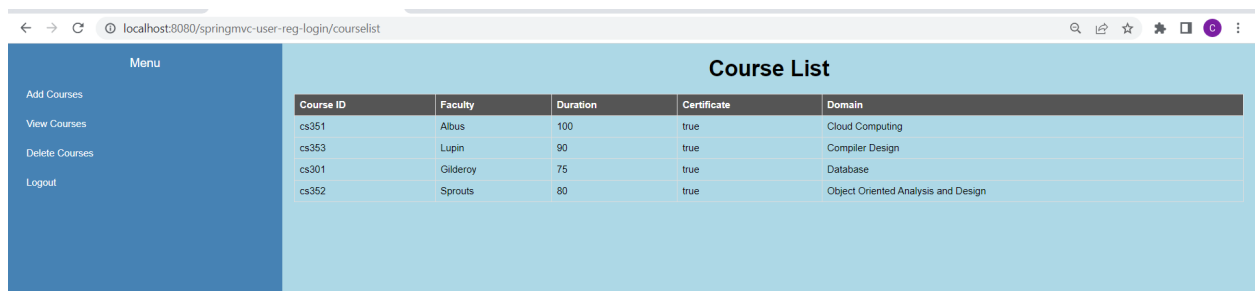 localhost:8080/springmvc-user-reg-login/courselist
C
Menu
Add Courses
View Courses
Delete Courses
Logout
Course List
Course ID Faculty Duration Certificate Domain
cs351 Albus 100 true Cloud Computing
cs353 Lupin 90 true Compiler Design
cs301 Gilderoy 75 true Database
cs352 Sprouts 80 true Object Oriented Analysis and Design